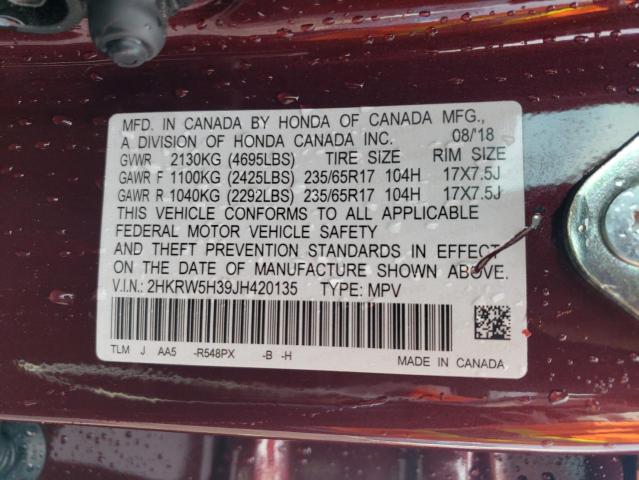 MFD. IN CANADA BY HONDA OF CANADA MFG.,
A DIVISION OF HONDA CANADA INC. 08/'18
GVWR 2130KG (4695LBS) TIRE SIZE RIM SIZE
GAWR F 1100KG (2425LBS) 235/65R17 104H 17X7.5J
GAWR R 1040KG (2292LBS) 235/65R17 104H 17X7.5J
THIS VEHICLE CONFORMS TO ALL APPLICABLE
FEDERAL MOTOR VEHICLE SAFETY
AND THEFT PREVENTION STANDARDS IN EFFECT
ON THE DATE OF MANUFACTURE SHOWN ABOVE.
V.I.N.: 2HKRW5H39JH420135 TYPE: MPV
TLM J AA5 -R548PX -B -H MADE IN CANADA